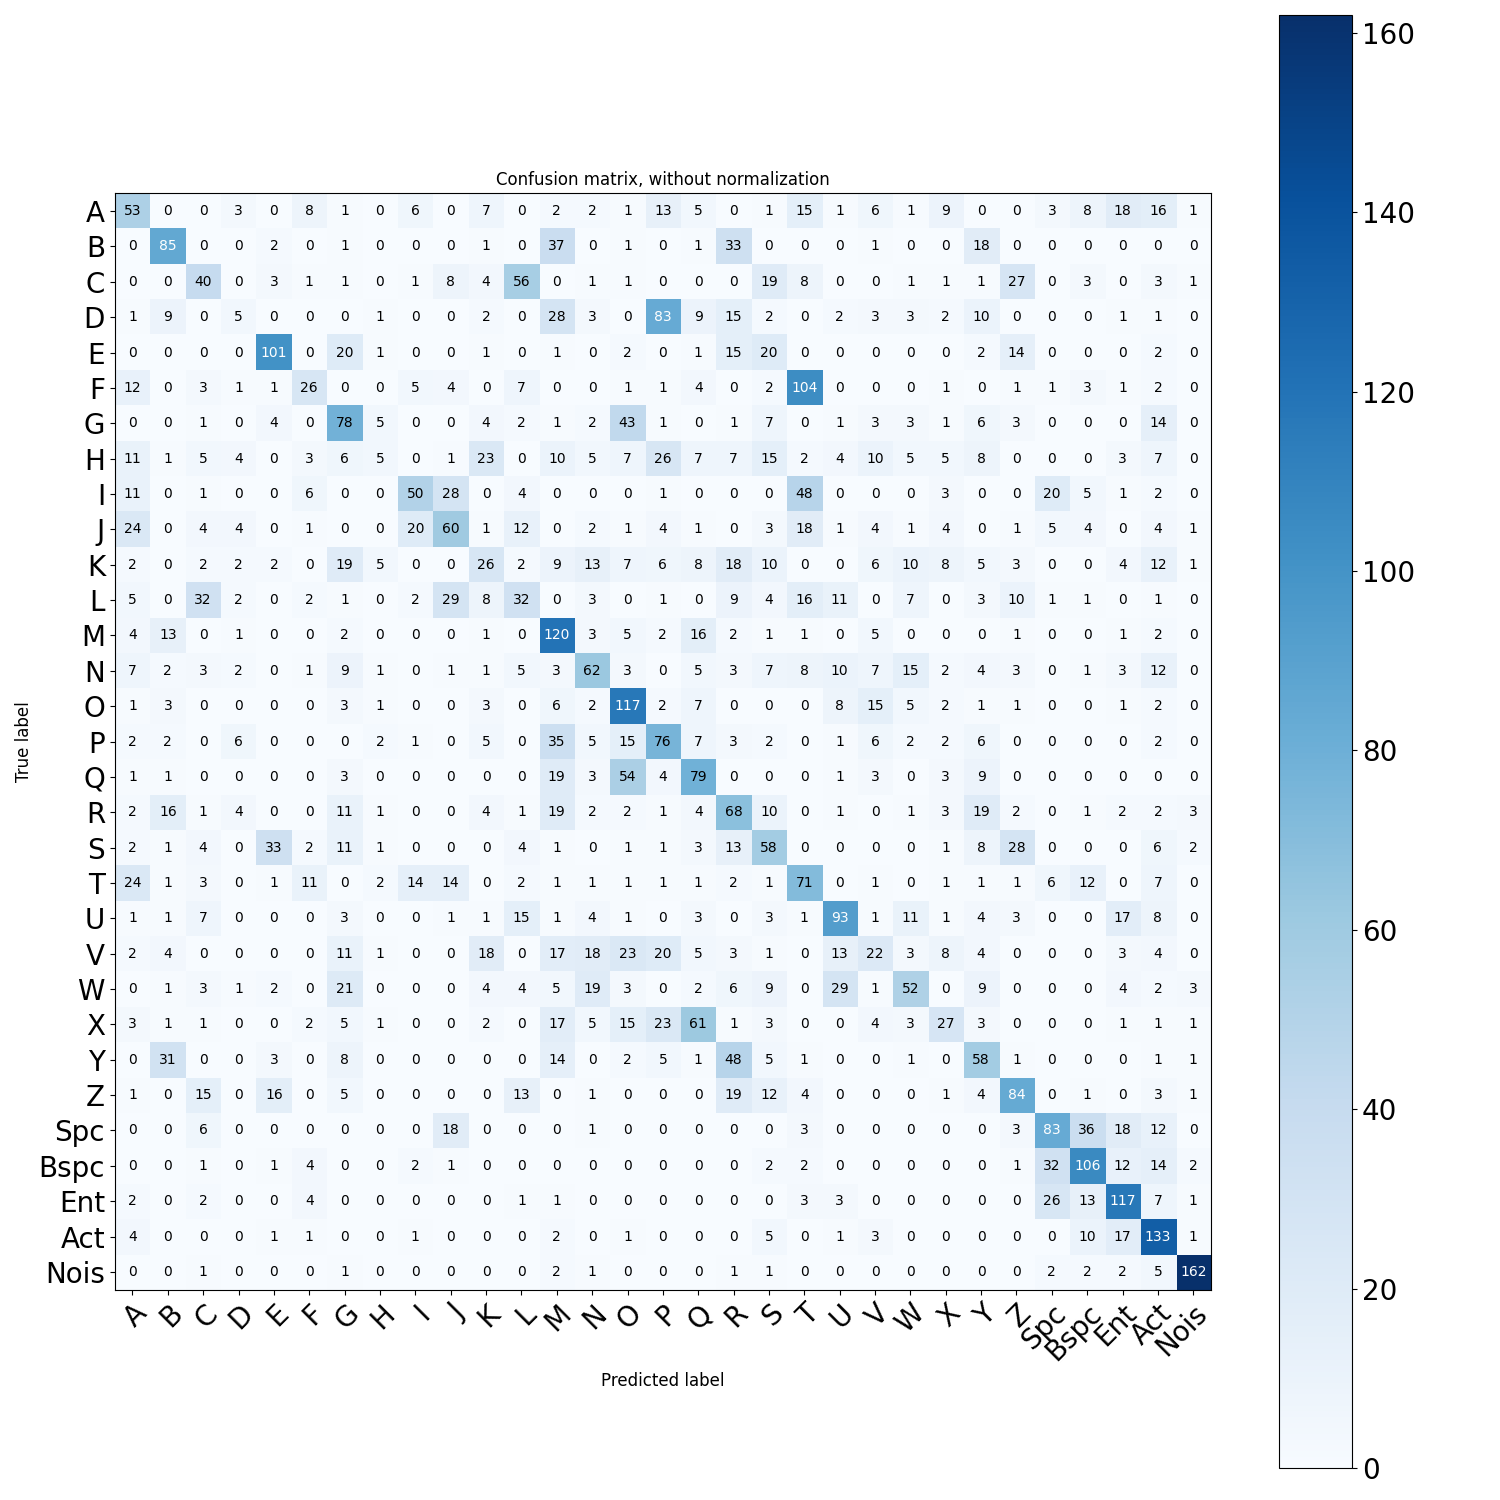 Confusion matrix, without normalization
A 53 0 0 3 0 8 1 0 6 0 7 0 2 2 1 13 5 0 1 15 1 6 1 9 0 0 3 8 18 16 1
B 0 85 0 0 2 0 1 0 0 0 1 0 37 0 1 0 1 33 0 0 0 1 0 0 18 0 0 0 0 0 0
C 0 0 40 0 3 1 1 0 1 8 4 56 0 1 1 0 0 0 19 8 0 0 1 1 1 27 0 3 0 3 1
D 1 9 0 5 0 0 0 1 0 0 2 0 28 3 0 83 9 15 2 0 2 3 3 2 10 0 0 0 1 1 0
E 0 0 0 0 101 0 20 1 0 0 1 0 1 0 2 0 1 15 20 0 0 0 0 0 2 14 0 0 0 2 0
F 12 0 3 1 1 26 0 0 5 4 0 7 0 0 1 1 4 0 2 104 0 0 0 1 0 1 1 3 1 2 0
G 0 0 1 0 4 0 78 5 0 0 4 2 1 2 43 1 0 1 7 0 1 3 3 1 6 3 0 0 0 14 0
H 11 1 5 4 0 3 6 5 0 1 23 0 10 5 7 26 7 7 15 2 4 10 5 5 8 0 0 0 3 7 0
I 11 0 1 0 0 6 0 0 50 28 0 4 0 0 0 1 0 0 0 48 0 0 0 3 0 0 20 5 1 2 0
J 24 0 4 4 0 1 0 0 20 60 1 12 0 2 1 4 1 0 3 18 1 4 1 4 0 1 5 4 0 4 1
K 2 0 2 2 2 0 19 5 0 0 26 2 9 13 7 6 8 18 10 0 0 6 10 8 5 3 0 0 4 12 1
L 5 0 32 2 0 2 1 0 2 29 8 32 0 3 0 1 0 9 4 16 11 0 7 0 3 10 1 1 0 1 0
M 4 13 0 1 0 0 2 0 0 0 1 0 120 3 5 2 16 2 1 1 0 5 0 0 0 1 0 0 1 2 0
N 7 2 3 2 0 1 9 1 0 1 1 5 3 62 3 0 5 3 7 8 10 7 15 2 4 3 0 1 3 12 0
O 1 3 0 0 0 0 3 1 0 0 3 0 6 2 117 2 7 0 0 0 8 15 5 2 1 1 0 0 1 2 0
P 2 2 0 6 0 0 0 2 1 0 5 0 35 5 15 76 7 3 2 0 1 6 2 2 6 0 0 0 0 2 0
Q 1 1 0 0 0 0 3 0 0 0 0 0 19 3 54 4 79 0 0 0 1 3 0 3 9 0 0 0 0 0 0
R 2 16 1 4 0 0 11 1 0 0 4 1 19 2 2 1 4 68 10 0 1 0 1 3 19 2 0 1 2 2 3
S 2 1 4 0 33 2 11 1 0 0 0 4 1 0 1 1 3 13 58 0 0 0 0 1 8 28 0 0 0 6 2
T 24 1 3 0 1 11 0 2 14 14 0 2 1 1 1 1 1 2 1 71 0 1 0 1 1 1 6 12 0 7 0
U 1 1 7 0 0 0 3 0 0 1 1 15 1 4 1 0 3 0 3 1 93 1 11 1 4 3 0 0 17 8 0
V 2 4 0 0 0 0 11 1 0 0 18 0 17 18 23 20 5 3 1 0 13 22 3 8 4 0 0 0 3 4 0
W 0 1 3 1 2 0 21 0 0 0 4 4 5 19 3 0 2 6 9 0 29 1 52 0 9 0 0 0 4 2 3
X 3 1 1 0 0 2 5 1 0 0 2 0 17 5 15 23 61 1 3 0 0 4 3 27 3 0 0 0 1 1 1
Y 0 31 0 0 3 0 8 0 0 0 0 0 14 0 2 5 1 48 5 1 0 0 1 0 58 1 0 0 0 1 1
Z 1 0 15 0 16 0 5 0 0 0 0 13 0 1 0 0 0 19 12 4 0 0 0 1 4 84 0 1 0 3 1
Spc 0 0 6 0 0 0 0 0 0 18 0 0 0 1 0 0 0 0 0 3 0 0 0 0 0 3 83 36 18 12 0
Bspc 0 0 1 0 1 4 0 0 2 1 0 0 0 0 0 0 0 0 2 2 0 0 0 0 0 1 32 106 12 14 2
Ent 2 0 2 0 0 4 0 0 0 0 0 1 1 0 0 0 0 0 0 3 3 0 0 0 0 0 26 13 117 7 1
Act 4 0 0 0 1 1 0 0 1 0 0 0 2 0 1 0 0 0 5 0 1 3 0 0 0 0 0 10 17 133 1
Nois 0 0 1 0 0 0 1 0 0 0 0 0 2 1 0 0 0 1 1 0 0 0 0 0 0 0 2 2 2 5 162
A B C D E F G H I J K L M N O P Q R S T U V W X Y Z Spc Bspc Ent Act Nois
Predicted label
True label
160
140
120
100
80
60
40
20
0